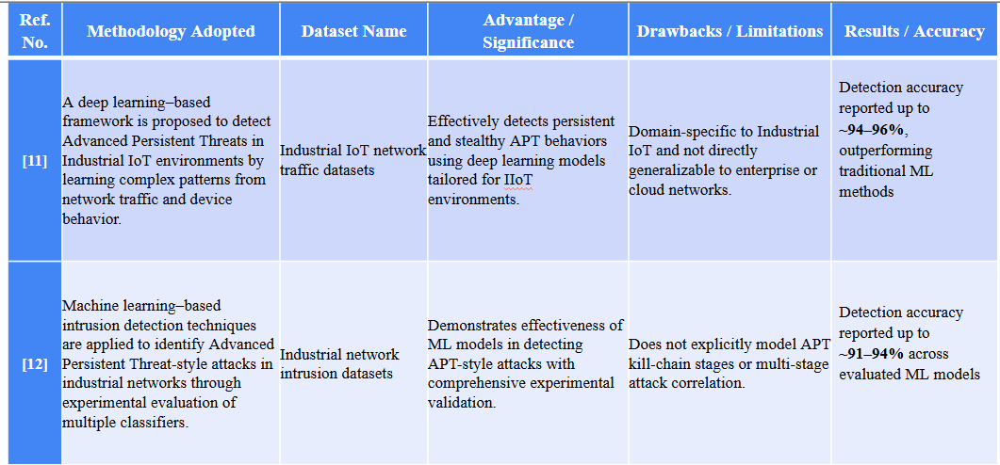 Ref.
No.
Methodology Adopted
Dataset Name
Advantage /
Significance
Drawbacks / Limitations
Results / Accuracy
[11]
A deep learning–based
framework is proposed to detect
Advanced Persistent Threats in
Industrial IoT environments by
learning complex patterns from
network traffic and device
behavior.
Industrial IoT network
traffic datasets
Effectively detects persistent
and stealthy APT behaviors
using deep learning models
tailored for IIoT
environments.
Domain-specific to Industrial
IoT and not directly
generalizable to enterprise or
cloud networks.
Detection accuracy
reported up to
~94–96%,
outperforming
traditional ML
methods
[12]
Machine learning–based
intrusion detection techniques
are applied to identify Advanced
Persistent Threat-style attacks in
industrial networks through
experimental evaluation of
multiple classifiers.
Industrial network
intrusion datasets
Demonstrates effectiveness of
ML models in detecting
APT-style attacks with
comprehensive experimental
validation.
Does not explicitly model APT
kill-chain stages or multi-stage
attack correlation.
Detection accuracy
reported up to
~91–94% across
evaluated ML models